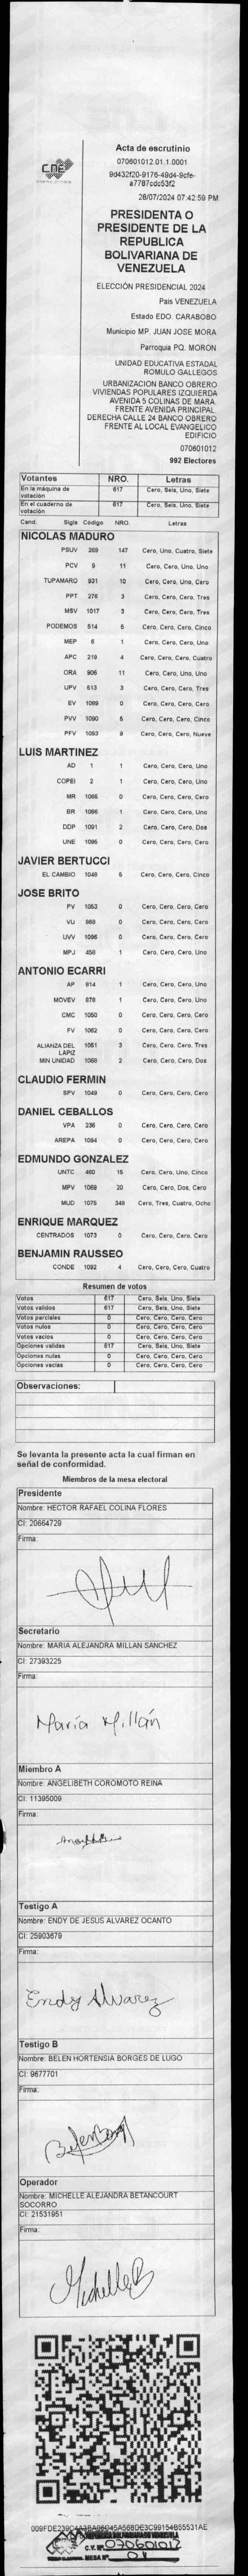 CNE
Acta de escrutinio
070601012.01.1.0001
9d432f20-9176-49d4-9cfe-
a7787cdc53f2
28/07/2024 07:42:59 PM
PRESIDENTA O
PRESIDENTE DE LA
REPUBLICA
BOLIVARIANA DE
VENEZUELA
ELECCIÓN PRESIDENCIAL 2024
País VENEZUELA
Estado EDO. CARABOBO
Municipio MP. JUAN JOSE MORA
Parroquia PQ. MORON
UNIDAD EDUCATIVA ESTADAL
ROMULO GALLEGOS
URBANIZACION BANCO OBRERO
VIVIENDAS POPULARES IZQUIERDA
AVENIDA 5 COLINAS DE MARA.
FRENTE AVENIDA PRINCIPAL.
DERECHA CALLE 24 BANCO OBRERO
FRENTE AL LOCAL EVANGELICO
EDIFICIO
070601012
992 Electores
Votantes NRO. Letras
En la máquina de votación 617 Cero, Seis, Uno, Siete
En el cuaderno de votación 617 Cero, Seis, Uno, Siete
Cand. Sigla Código NRO. Letras
NICOLAS MADURO
PSUV 269 147 Cero, Uno, Cuatro, Siete
PCV 9 11 Cero, Cero, Uno, Uno
TUPAMARO 931 10 Cero, Cero, Uno, Cero
PPT 276 3 Cero, Cero, Cero, Tres
MSV 1017 3 Cero, Cero, Cero, Tres
PODEMOS 514 5 Cero, Cero, Cero, Cinco
MEP 6 1 Cero, Cero, Cero, Uno
APC 219 4 Cero, Cero, Cero, Cuatro
ORA 906 11 Cero, Cero, Uno, Uno
UPV 613 3 Cero, Cero, Cero, Tres
EV 1089 0 Cero, Cero, Cero, Cero
PVV 1090 5 Cero, Cero, Cero, Cinco
PFV 1093 9 Cero, Cero, Cero, Nueve
LUIS MARTINEZ
AD 1 1 Cero, Cero, Cero, Uno
COPEI 2 1 Cero, Cero, Cero, Uno
MR 1065 0 Cero, Cero, Cero, Cero
BR 1066 1 Cero, Cero, Cero, Uno
DDP 1091 2 Cero, Cero, Cero, Dos
UNE 1095 0 Cero, Cero, Cero, Cero
JAVIER BERTUCCI
EL CAMBIO 1048 5 Cero, Cero, Cero, Cinco
JOSE BRITO
PV 1053 0 Cero, Cero, Cero, Cero
VU 868 0 Cero, Cero, Cero, Cero
UVV 1096 0 Cero, Cero, Cero, Cero
MPJ 458 1 Cero, Cero, Cero, Uno
ANTONIO ECARRI
AP 814 1 Cero, Cero, Cero, Uno
MOVEV 878 1 Cero, Cero, Cero, Uno
CMC 1050 0 Cero, Cero, Cero, Cero
FV 1062 0 Cero, Cero, Cero, Cero
ALIANZA DEL LAPIZ 1051 3 Cero, Cero, Cero, Tres
MIN UNIDAD 1058 2 Cero, Cero, Cero, Dos
CLAUDIO FERMIN
SPV 1049 0 Cero, Cero, Cero, Cero
DANIEL CEBALLOS
VPA 236 0 Cero, Cero, Cero, Cero
AREPA 1094 0 Cero, Cero, Cero, Cero
EDMUNDO GONZALEZ
UNTC 460 15 Cero, Cero, Uno, Cinco
MPV 1069 20 Cero, Cero, Dos, Cero
MUD 1075 348 Cero, Tres, Cuatro, Ocho
ENRIQUE MARQUEZ
CENTRADOS 1073 0 Cero, Cero, Cero, Cero
BENJAMIN RAUSSEO
CONDE 1092 4 Cero, Cero, Cero, Cuatro
Resumen de votos
Votos 617 Cero, Seis, Uno, Siete
Votos validos 617 Cero, Seis, Uno, Siete
Votos parciales 0 Cero, Cero, Cero, Cero
Votos nulos 0 Cero, Cero, Cero, Cero
Votos vacíos 0 Cero, Cero, Cero, Cero
Opciones validas 617 Cero, Seis, Uno, Siete
Opciones nulas 0 Cero, Cero, Cero, Cero
Opciones vacías 0 Cero, Cero, Cero, Cero
Observaciones:
Se levanta la presente acta la cual firman en
señal de conformidad.
Miembros de la mesa electoral
Presidente
Nombre: HECTOR RAFAEL COLINA FLORES
CI: 20664729
Firma:
Secretario
Nombre: MARIA ALEJANDRA MILLAN SANCHEZ
CI: 27393225
Firma:
María Millán
Miembro A
Nombre: ANGELIBETH COROMOTO REINA
CI: 11395009
Firma:
Testigo A
Nombre: ENDY DE JESUS ALVAREZ OCANTO
CI: 25903679
Firma:
Endy Alvarez
Testigo B
Nombre: BELEN HORTENSIA BORGES DE LUGO
CI: 9677701
Firma:
Operador
Nombre: MICHELLE ALEJANDRA BETANCOURT
SOCORRO
CI: 21531951
Firma:
REPUBLICA BOLIVARIANA DE VENEZUELA
C.V. Nº 070601012
MESA Nº 01